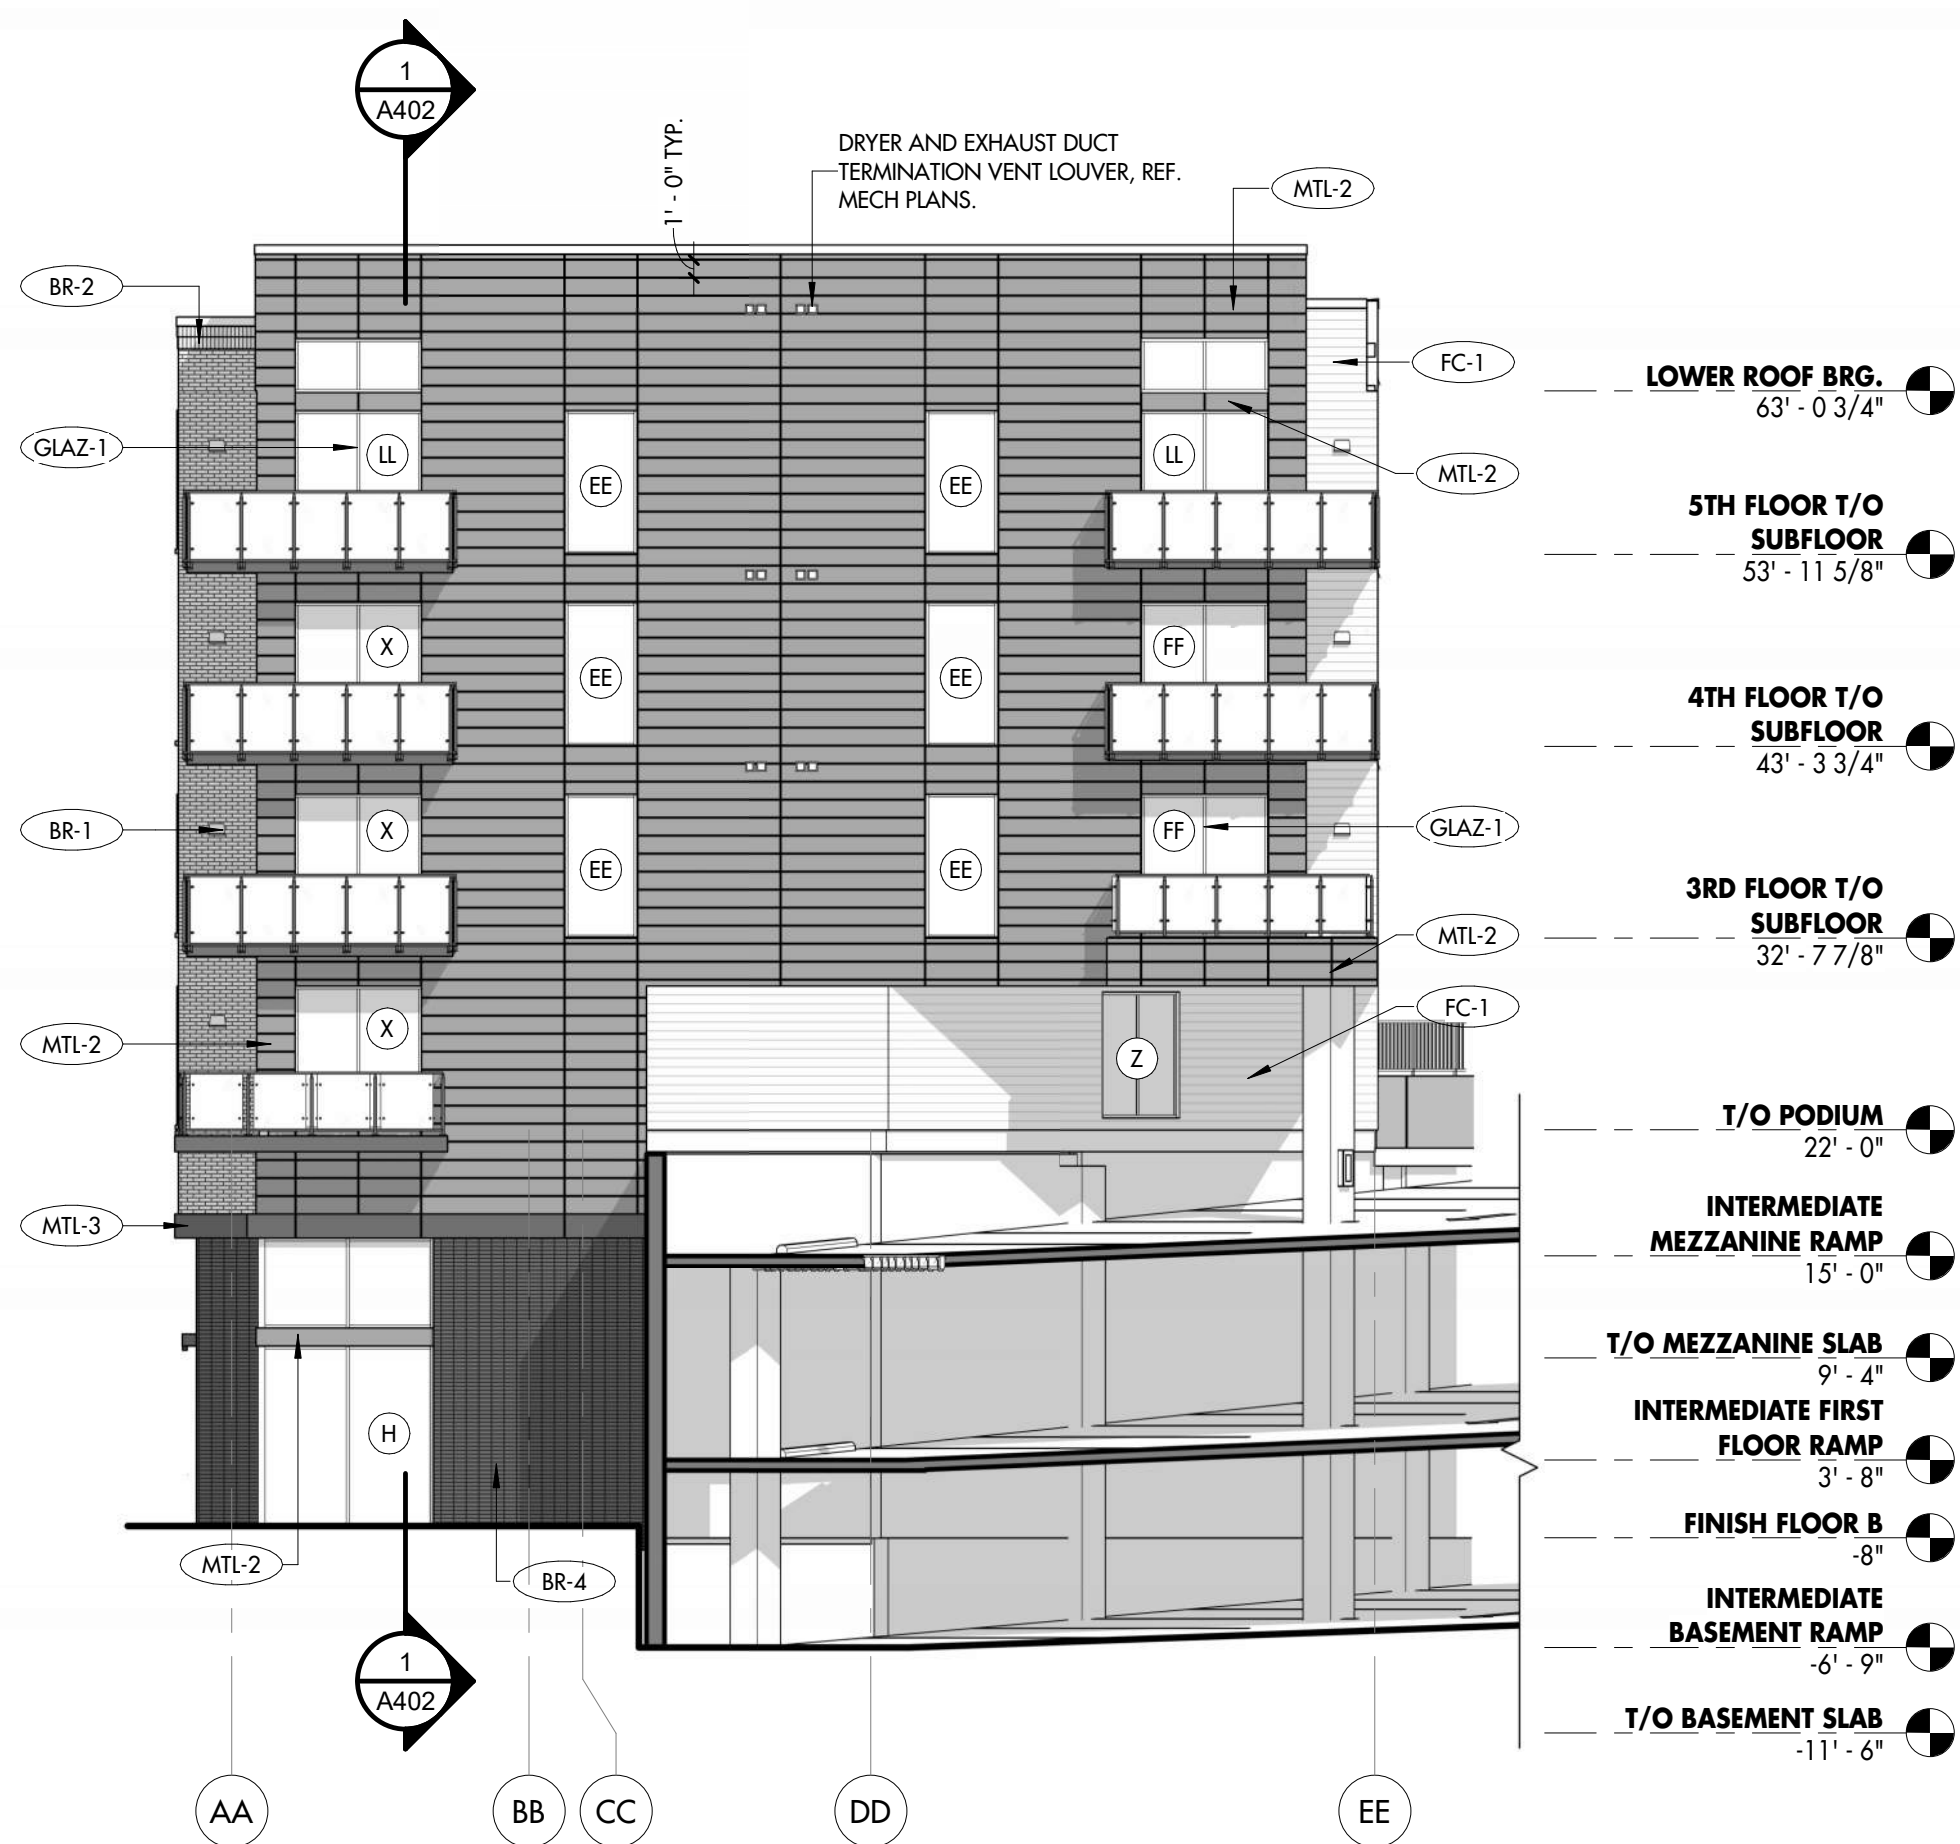 1
A402
1' - 0" TYP.
DRYER AND EXHAUST DUCT
TERMINATION VENT LOUVER, REF.
MECH PLANS.
MTL-2
BR-2
FC-1
LOWER ROOF BRG.
63' - 0 3/4"
GLAZ-1
LL
LL
MTL-2
EE
EE
5TH FLOOR T/O
SUBFLOOR
53' - 11 5/8"
X
FF
EE
EE
4TH FLOOR T/O
SUBFLOOR
43' - 3 3/4"
BR-1
X
FF
GLAZ-1
EE
EE
3RD FLOOR T/O
SUBFLOOR
32' - 7 7/8"
MTL-2
FC-1
MTL-2
X
Z
T/O PODIUM
22' - 0"
MTL-3
INTERMEDIATE
MEZZANINE RAMP
15' - 0"
T/O MEZZANINE SLAB
9' - 4"
H
INTERMEDIATE FIRST
FLOOR RAMP
3' - 8"
FINISH FLOOR B
-8"
MTL-2
BR-4
INTERMEDIATE
BASEMENT RAMP
-6' - 9"
1
A402
T/O BASEMENT SLAB
-11' - 6"
AA
BB
CC
DD
EE